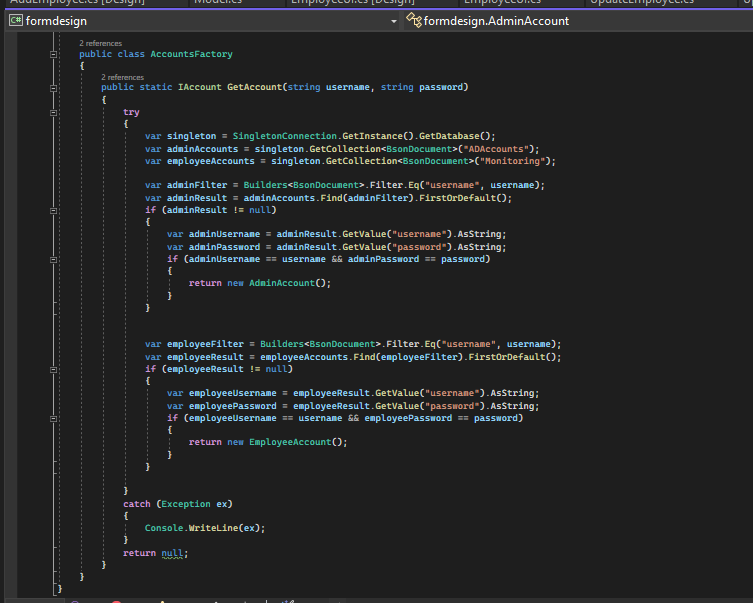 Model.cs
EmployeeUI.cs [Design]
EmployeeUI.cs
UpdateEmployee.cs
C# formdesign
formdesign.AdminAccount
2 references
public class AccountsFactory
{
2 references
public static IAccount GetAccount(string username, string password)
{
try
{
var singleton = SingletonConnection.GetInstance().GetDatabase();
var adminAccounts = singleton.GetCollection<BsonDocument>("ADAccounts");
var employeeAccounts = singleton.GetCollection<BsonDocument>("Monitoring");
var adminFilter = Builders<BsonDocument>.Filter.Eq("username", username);
var adminResult = adminAccounts.Find(adminFilter).FirstOrDefault();
if (adminResult != null)
{
var adminUsername = adminResult.GetValue("username").AsString;
var adminPassword = adminResult.GetValue("password").AsString;
if (adminUsername == username && adminPassword == password)
{
return new AdminAccount();
}
}
var employeeFilter = Builders<BsonDocument>.Filter.Eq("username", username);
var employeeResult = employeeAccounts.Find(employeeFilter).FirstOrDefault();
if (employeeResult != null)
{
var employeeUsername = employeeResult.GetValue("username").AsString;
var employeePassword = employeeResult.GetValue("password").AsString;
if (employeeUsername == username && employeePassword == password)
{
return new EmployeeAccount();
}
}
}
catch (Exception ex)
{
Console.WriteLine(ex);
}
return null;
}
}
}